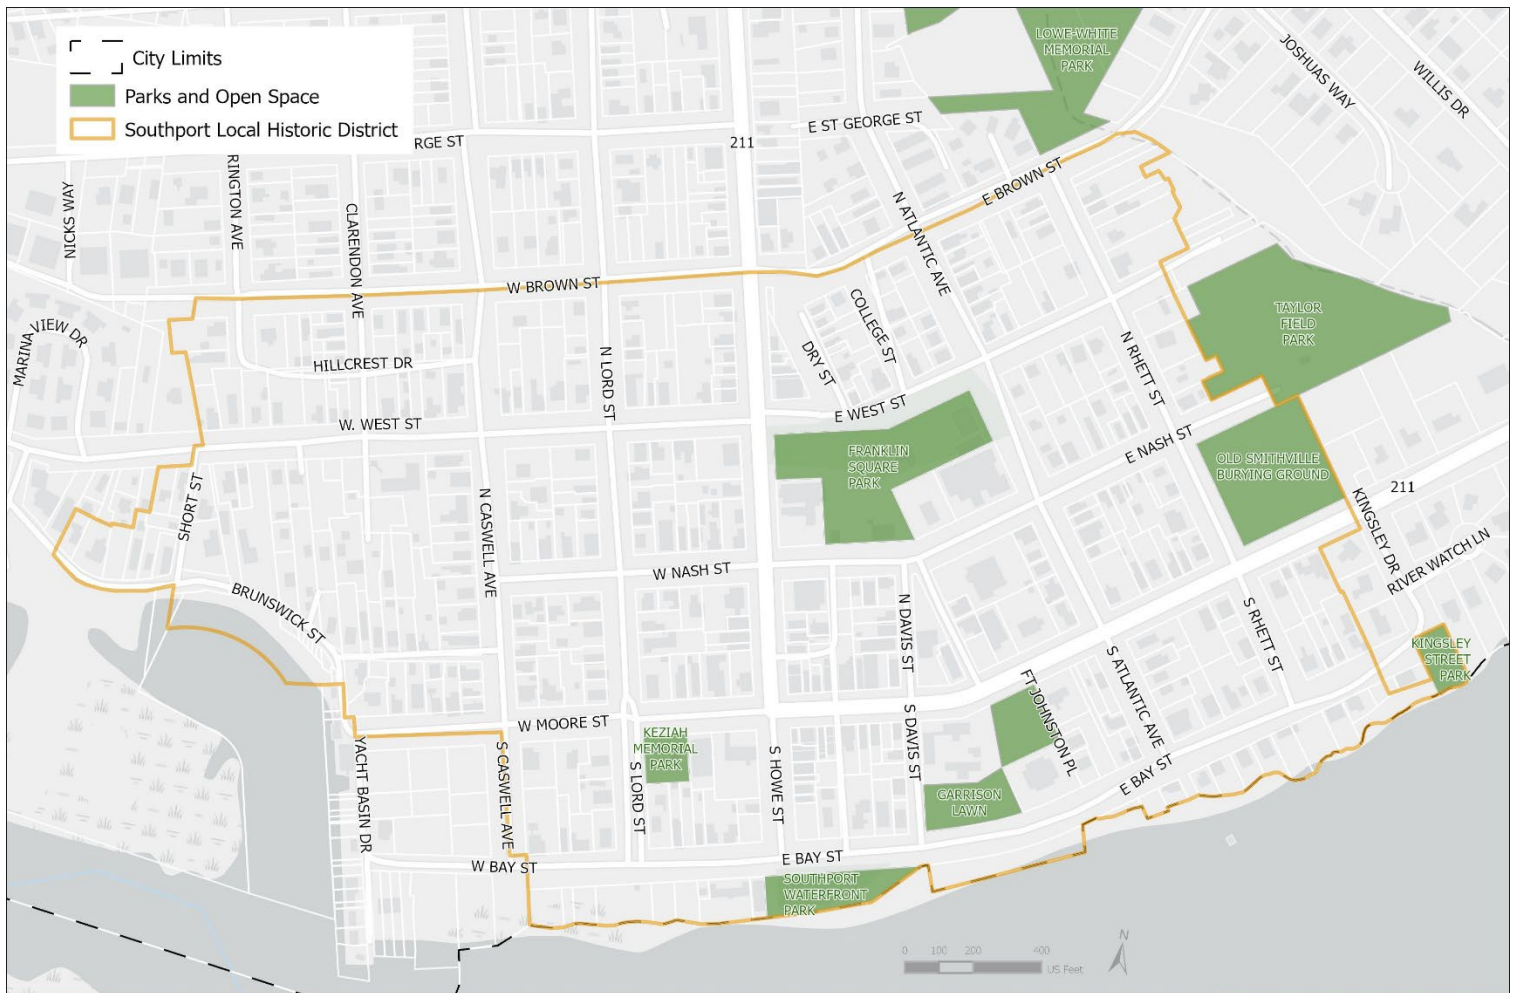 City Limits
Parks and Open Space
Southport Local Historic District
LOWE-WHITE
MEMORIAL
PARK
JOSHUAS WAY
WILLIS DR
E ST GEORGE ST
RGE ST
211
NICKS WAY
RINGTON AVE
CLARENDON AVE
N ATLANTIC AVE
E BROWN ST
W BROWN ST
MARINA VIEW DR
HILLCREST DR
N LORD ST
DRY ST
COLLEGE ST
N RHETT ST
TAYLOR
FIELD
PARK
W. WEST ST
E WEST ST
FRANKLIN
SQUARE
PARK
E NASH ST
OLD SMITHVILLE
BURYING GROUND
211
SHORT ST
N CASWELL AVE
KINGSLEY DR
RIVER WATCH LN
W NASH ST
BRUNSWICK ST
N DAVIS ST
S RHETT ST
KINGSLEY
STREET
PARK
S ATLANTIC AVE
FT JOHNSTON PL
W MOORE ST
KEZIAH
MEMORIAL
PARK
S DAVIS ST
YACHT BASIN DR
S CASWELL AVE
S LORD ST
S HOWE ST
GARRISON
LAWN
E BAY ST
W BAY ST
E BAY ST
SOUTHPORT
WATERFRONT
PARK
N
0 100 200 400
US Feet